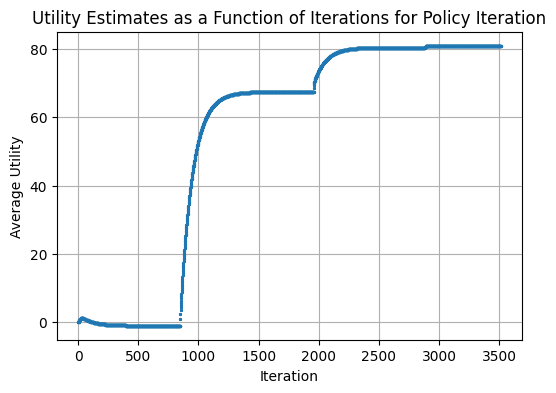 Utility Estimates as a Function of Iterations for Policy Iteration
80
60
40
20
0
Average Utility
0 500 1000 1500 2000 2500 3000 3500
Iteration